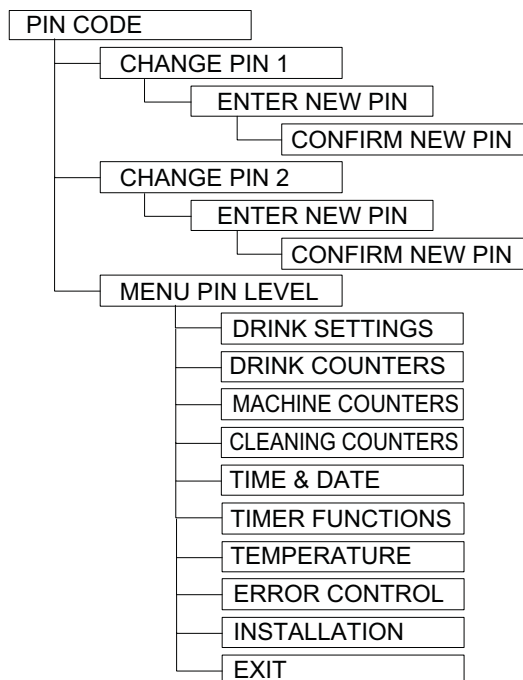 PIN CODE
CHANGE PIN 1
ENTER NEW PIN
CONFIRM NEW PIN
CHANGE PIN 2
ENTER NEW PIN
CONFIRM NEW PIN
MENU PIN LEVEL
DRINK SETTINGS
DRINK COUNTERS
MACHINE COUNTERS
CLEANING COUNTERS
TIME & DATE
TIMER FUNCTIONS
TEMPERATURE
ERROR CONTROL
INSTALLATION
EXIT